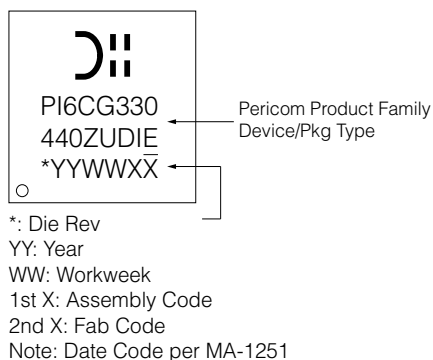 PI6CG330
440ZUDIE
*YYWWXX̅
Pericom Product Family
Device/Pkg Type
*: Die Rev
YY: Year
WW: Workweek
1st X: Assembly Code
2nd X: Fab Code
Note: Date Code per MA-1251